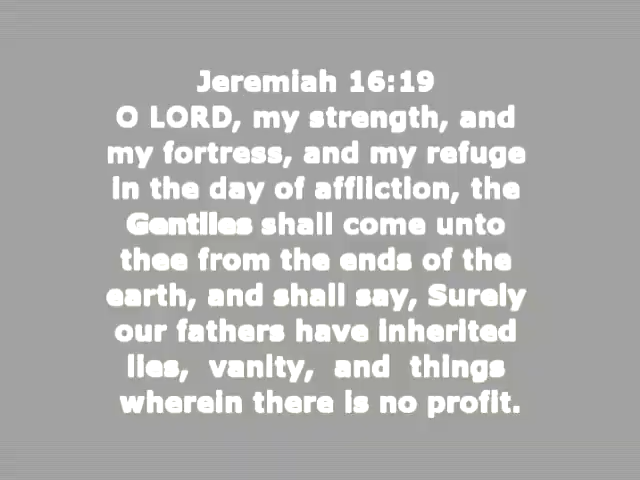 Jeremiah 16:19
O LORD, my strength, and
my fortress, and my refuge
in the day of affliction, the
Gentiles shall come unto
thee from the ends of the
earth, and shall say, Surely
our fathers have inherited
lies, vanity, and things
wherein there is no profit.